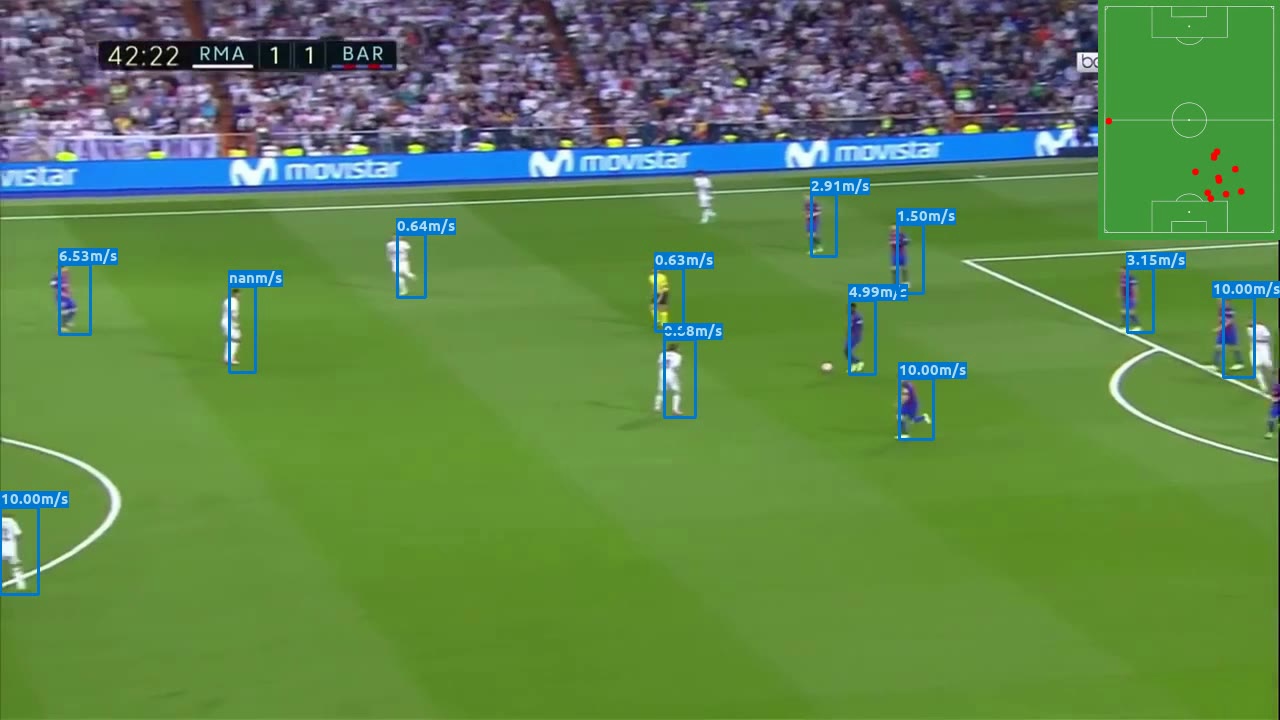 42:22 RMA 1 1 BAR
movistar movistar movistar
2.91m/s
1.50m/s
0.64m/s
6.53m/s
0.63m/s
3.15m/s
nanm/s
10.00m/s
4.99m/s
10.00m/s
10.00m/s